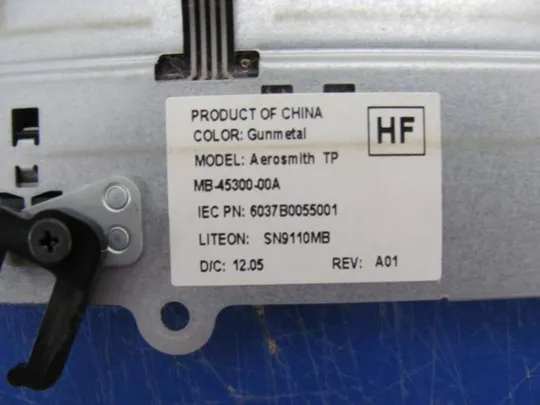 PRODUCT OF CHINA
COLOR: Gunmetal
HF
MODEL: Aerosmith TP
MB-45300-00A
IEC PN: 6037B0055001
LITEON: SN9110MB
D/C: 12.05 REV: A01